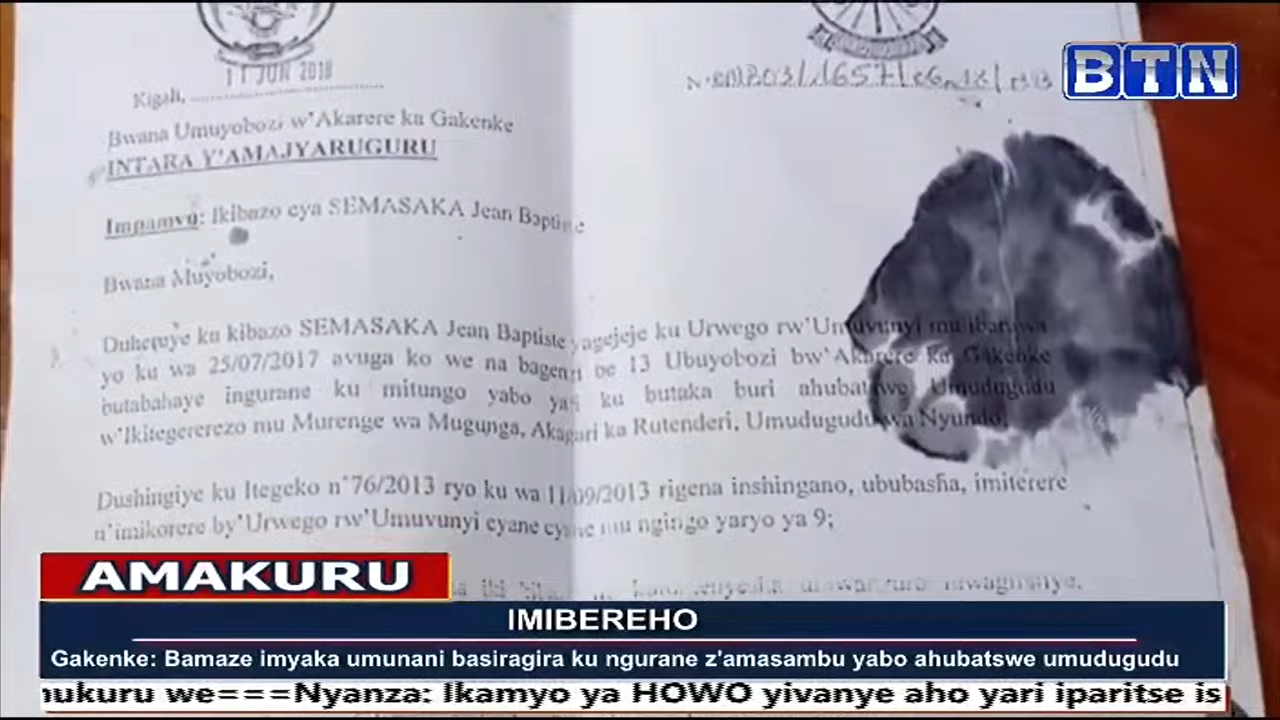 11 JUN 2018
Kigali, ........................
BTN
Bwana Umuyobozi w'Akarere ka Gakenke
INTARA Y'AMAJYARUGURU
Impamvu: Ikibazo cya SEMASAKA Jean Baptiste
Bwana Muyobozi,
Duheruye ku kibazo SEMASAKA Jean Baptiste yagejeje ku Urwego rw'Umuvunyi mu ibaruwa
yo ku wa 25/07/2017 avuga ko we na bagenzi be 13 Ubuyobozi bw'Akarere ka Gakenke
butabahaye ingurane ku mitungo yabo yari ku butaka buri ahubatswe Umudugudu
w'Ikitegererezo mu Murenge wa Mugunga, Akagari ka Rutenderi, Umudugudu wa Nyundo,
Dushingiye ku Itegeko n°76/2013 ryo ku wa 11/09/2013 rigena inshingano, ububasha, imiterere
n'imikorere by'Urwego rw'Umuvunyi cyane cyane mu ngingo yaryo ya 9;
AMAKURU
IMIBEREHO
Gakenke: Bamaze imyaka umunani basiragira ku ngurane z'amasambu yabo ahubatswe umudugudu
we===Nyanza: Ikamyo ya HOWO yivanye aho yari iparitse is